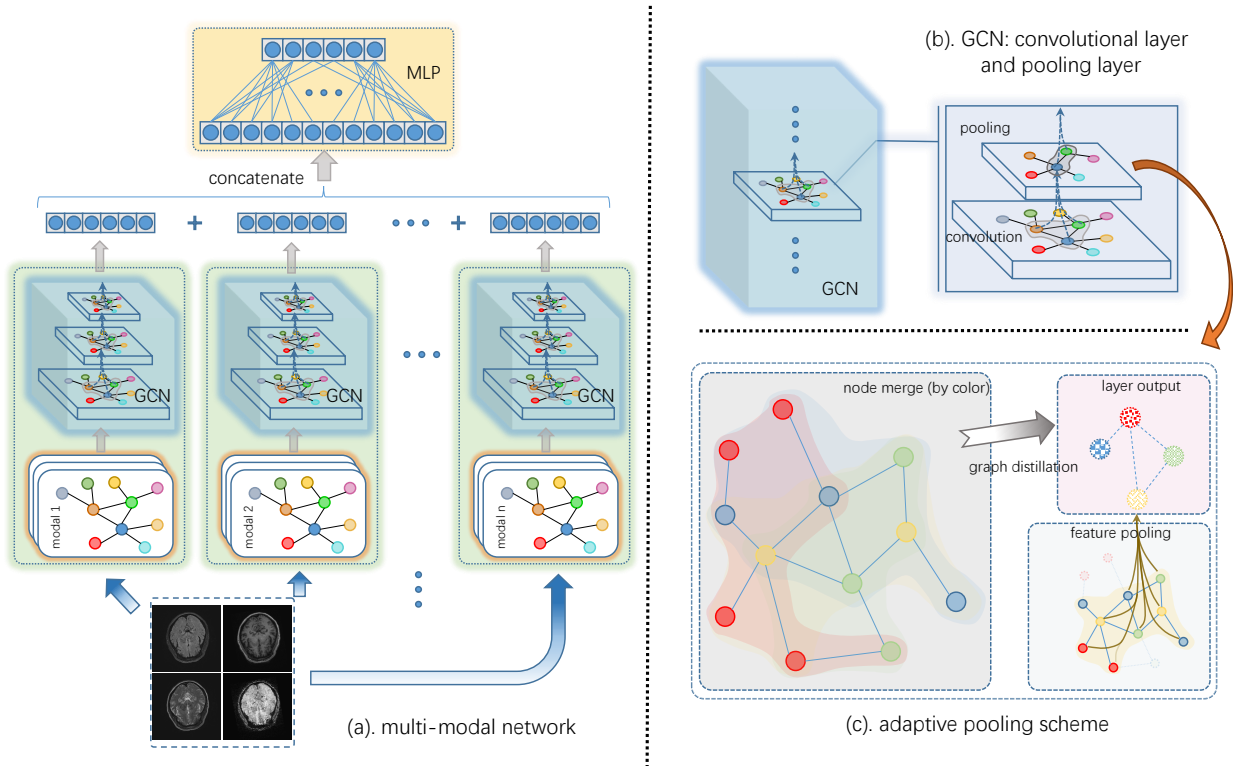 MLP
concatenate
+
+
GCN
GCN
GCN
modal 1
modal 2
modal n
(a). multi-modal network
(b). GCN: convolutional layer
and pooling layer
pooling
convolution
GCN
node merge (by color)
layer output
graph distillation
feature pooling
(c). adaptive pooling scheme